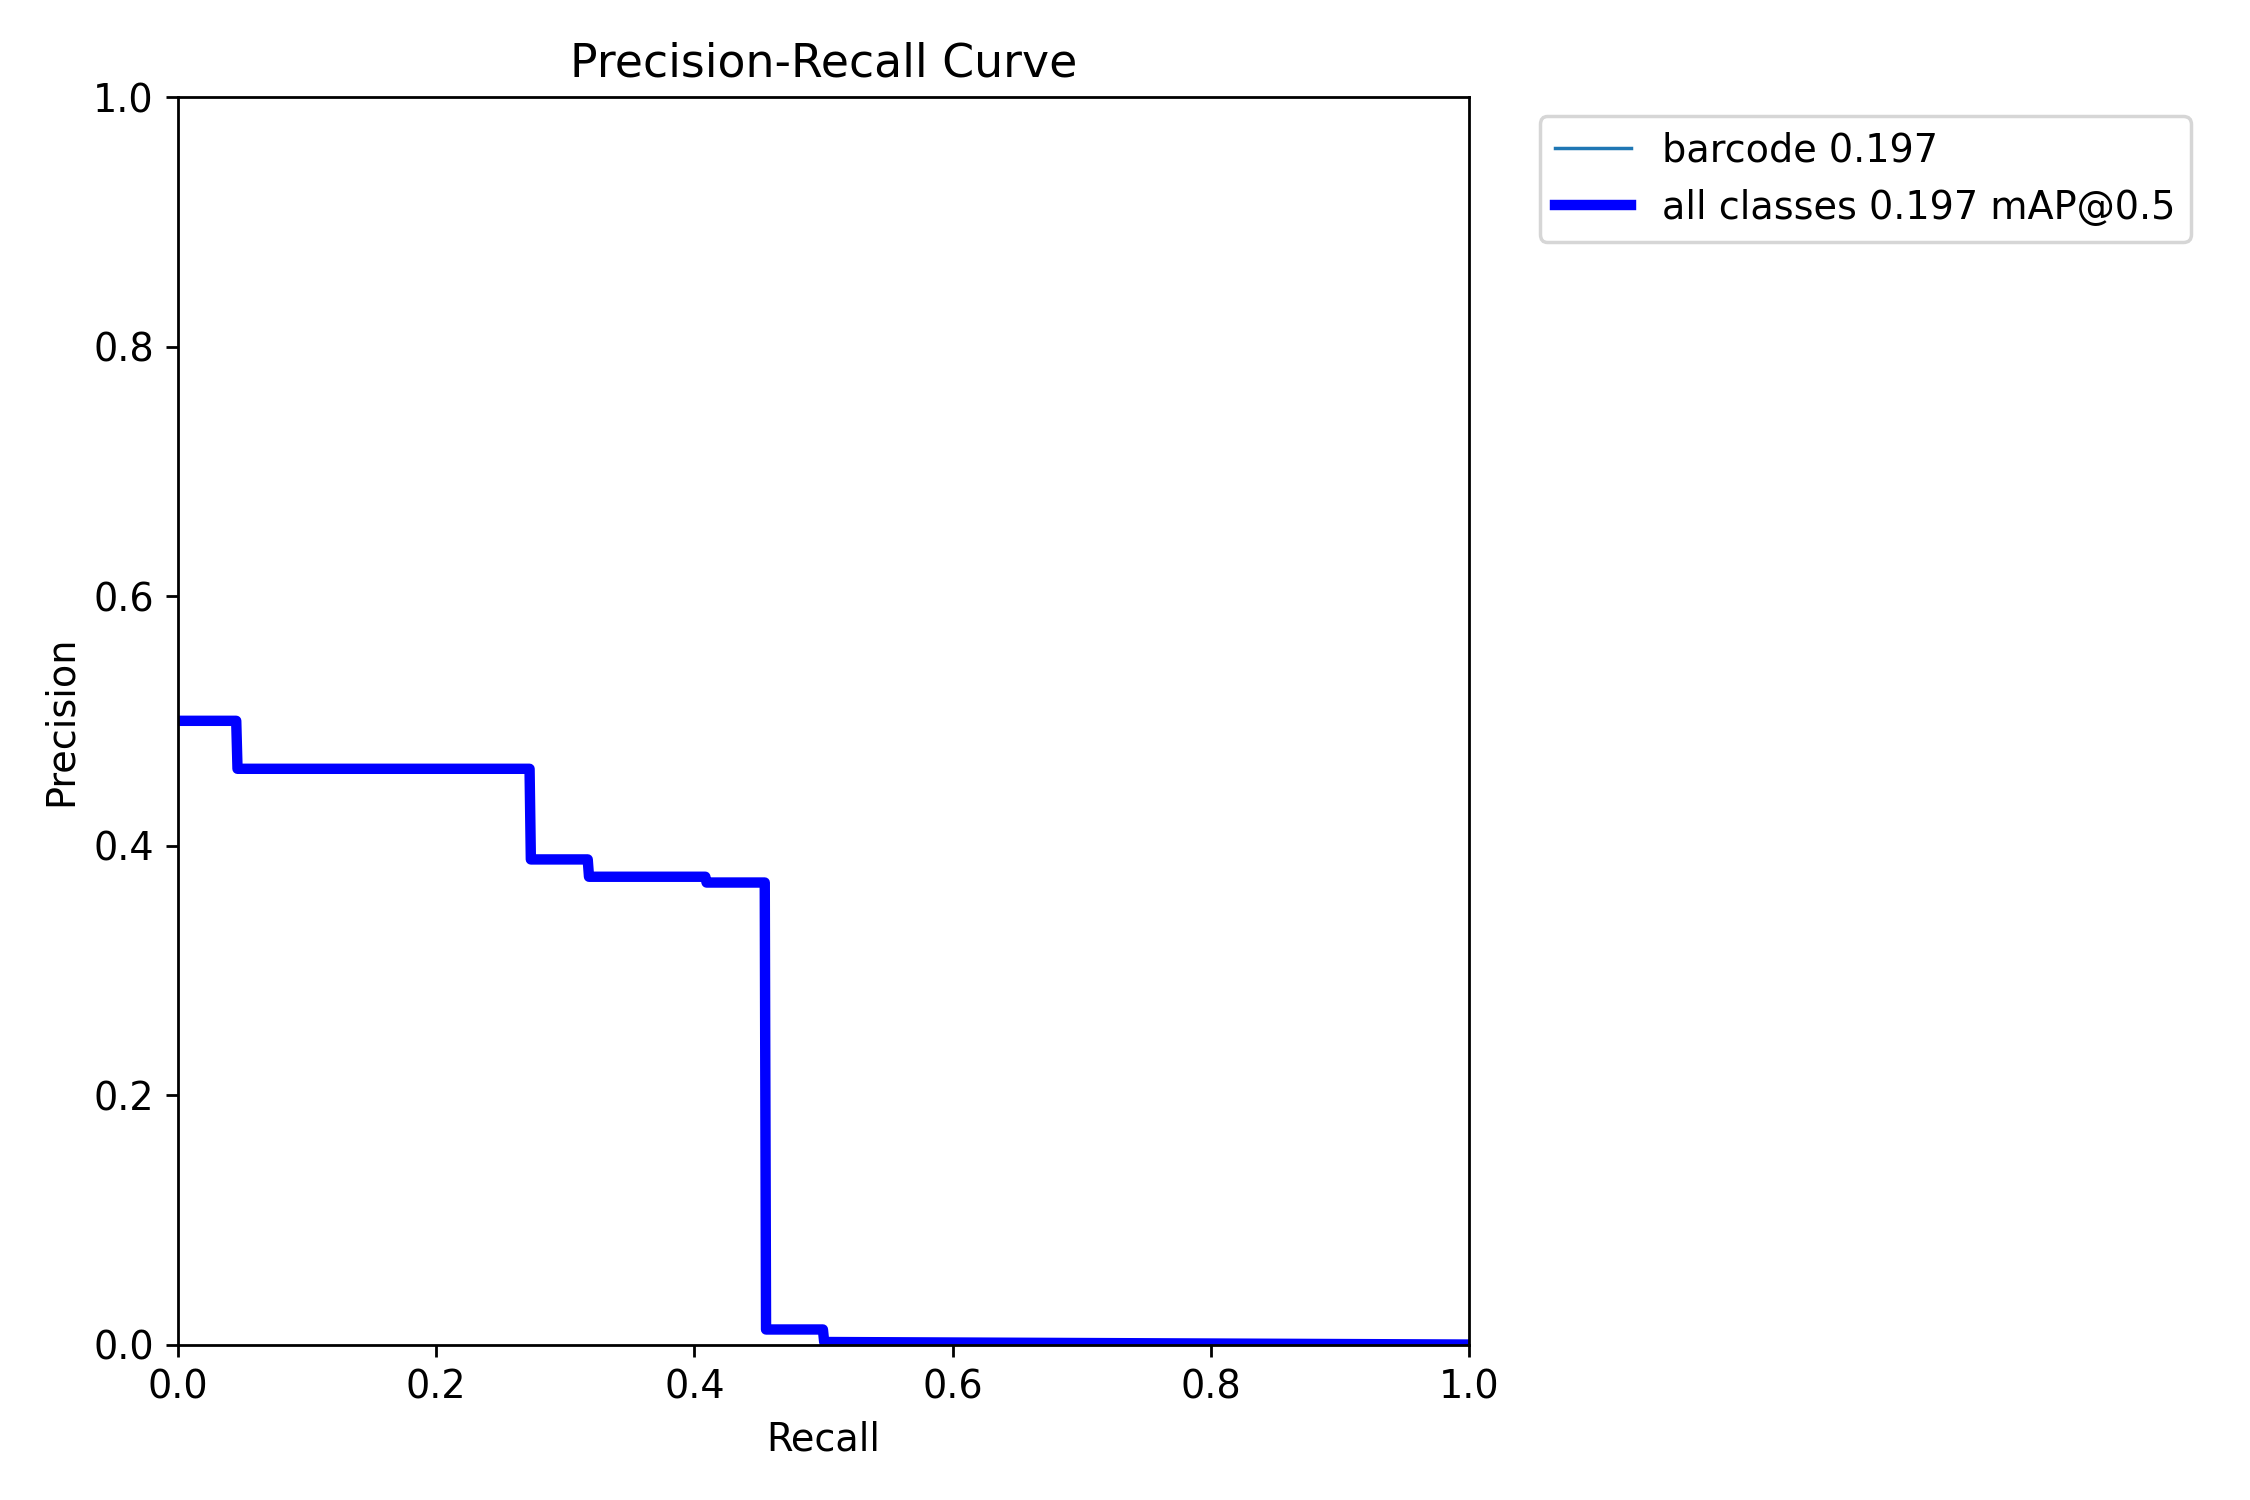 Precision-Recall Curve
barcode 0.197
all classes 0.197 mAP@0.5
1.0
0.8
0.6
0.4
0.2
0.0
Precision
0.0 0.2 0.4 0.6 0.8 1.0
Recall